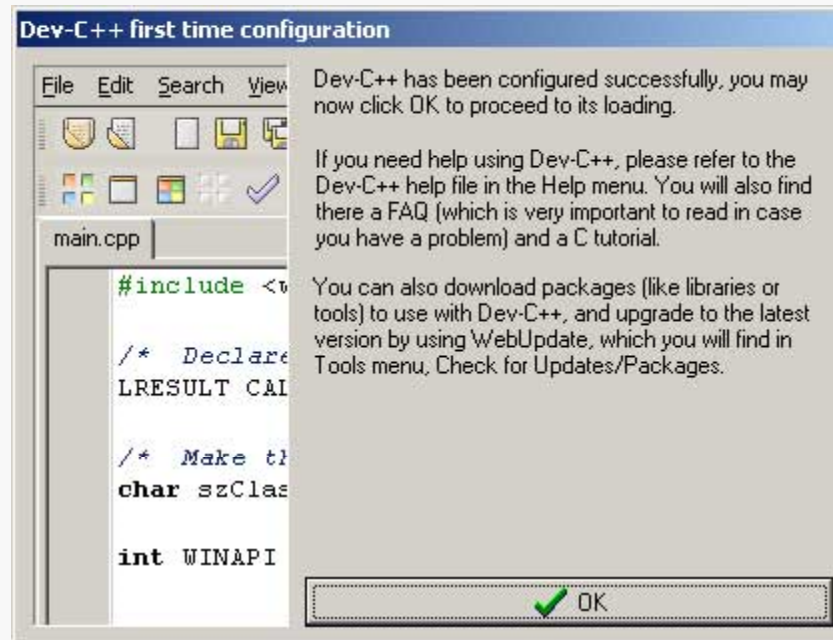 Dev-C++ first time configuration
File Edit Search View
main.cpp
#include <w
/* Declare
LRESULT CAL
/* Make th
char szClas
int WINAPI
Dev-C++ has been configured successfully, you may
now click OK to proceed to its loading.
If you need help using Dev-C++, please refer to the
Dev-C++ help file in the Help menu. You will also find
there a FAQ (which is very important to read in case
you have a problem) and a C tutorial.
You can also download packages (like libraries or
tools) to use with Dev-C++, and upgrade to the latest
version by using WebUpdate, which you will find in
Tools menu, Check for Updates/Packages.
OK